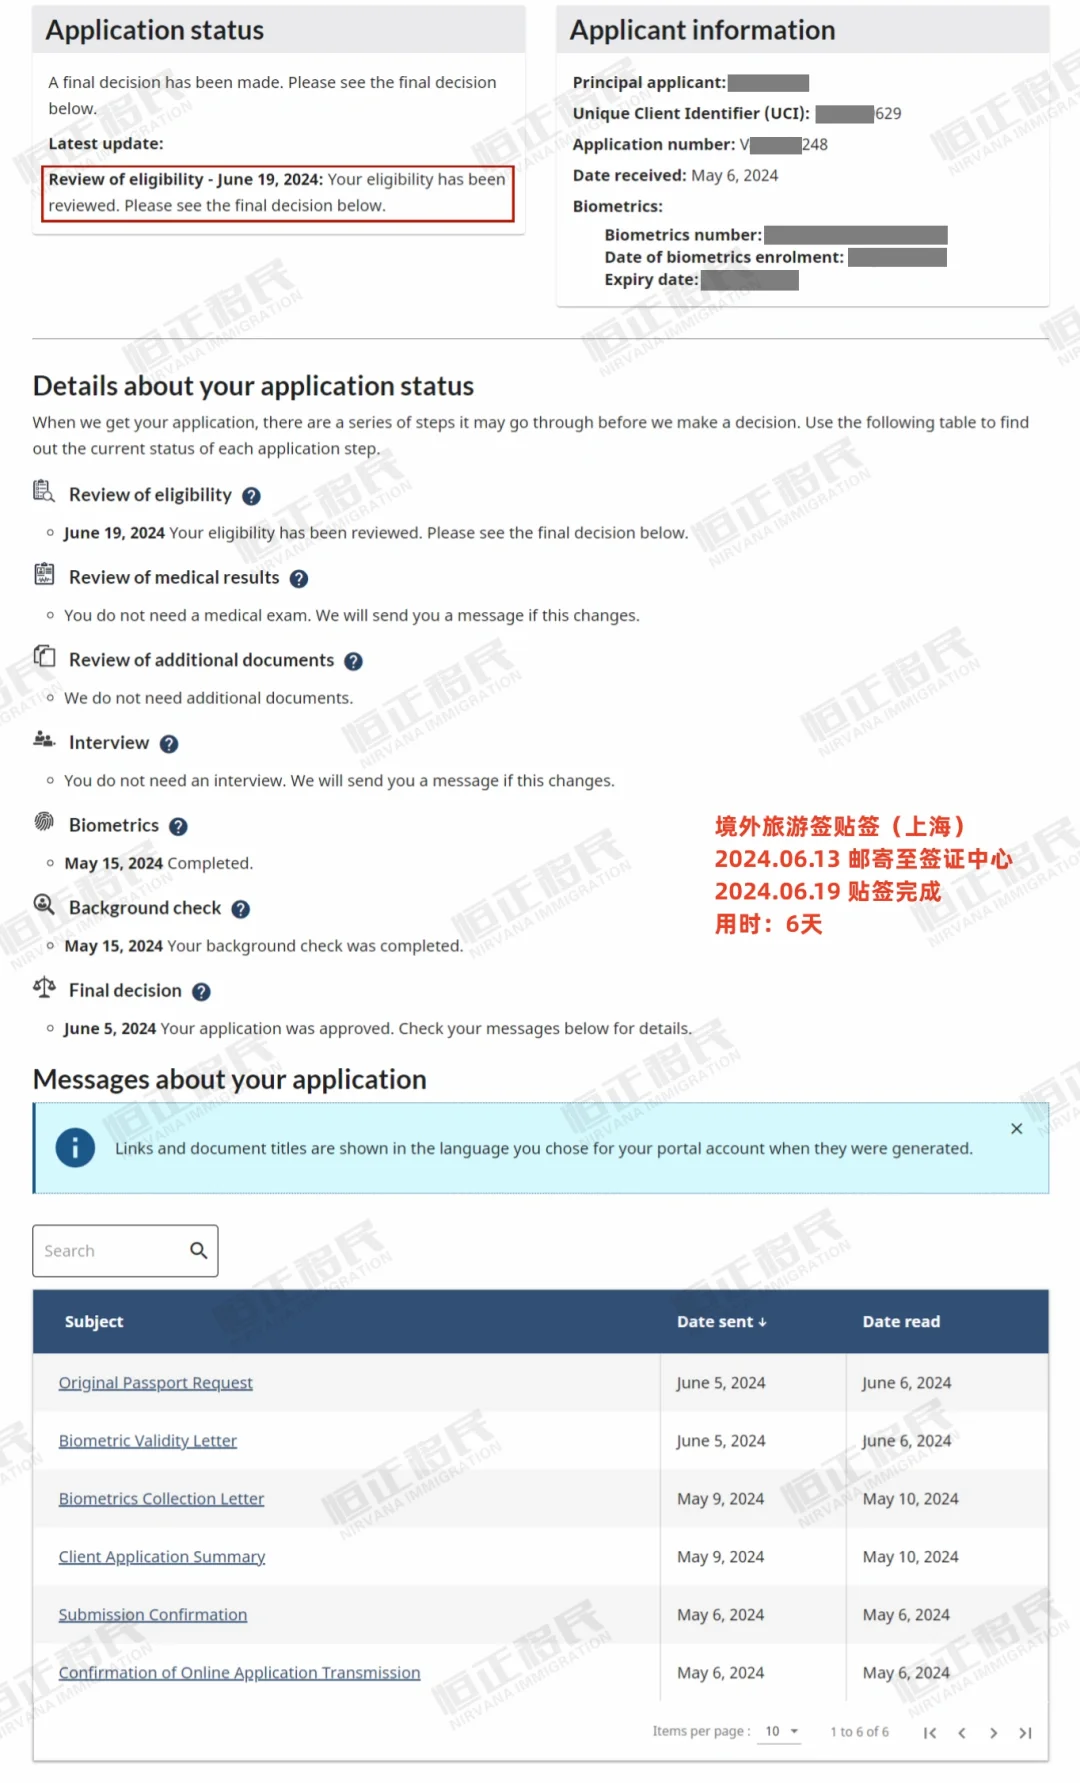 Application status
A final decision has been made. Please see the final decision
below.
Latest update:
Review of eligibility - June 19, 2024: Your eligibility has been
reviewed. Please see the final decision below.
Applicant information
Principal applicant:
Unique Client Identifier (UCI): 629
Application number: V 248
Date received: May 6, 2024
Biometrics:
Biometrics number:
Date of biometrics enrolment:
Expiry date:
Details about your application status
When we get your application, there are a series of steps it may go through before we make a decision. Use the following table to find
out the current status of each application step.
Review of eligibility
June 19, 2024 Your eligibility has been reviewed. Please see the final decision below.
Review of medical results
You do not need a medical exam. We will send you a message if this changes.
Review of additional documents
We do not need additional documents.
Interview
You do not need an interview. We will send you a message if this changes.
Biometrics
May 15, 2024 Completed.
Background check
May 15, 2024 Your background check was completed.
Final decision
June 5, 2024 Your application was approved. Check your messages below for details.
境外旅游签贴签（上海）
2024.06.13 邮寄至签证中心
2024.06.19 贴签完成
用时：6天
Messages about your application
Links and document titles are shown in the language you chose for your portal account when they were generated.
Search
Subject Date sent ↓ Date read
Original Passport Request June 5, 2024 June 6, 2024
Biometric Validity Letter June 5, 2024 June 6, 2024
Biometrics Collection Letter May 9, 2024 May 10, 2024
Client Application Summary May 9, 2024 May 10, 2024
Submission Confirmation May 6, 2024 May 6, 2024
Confirmation of Online Application Transmission May 6, 2024 May 6, 2024
Items per page : 10 1 to 6 of 6
恒正移民
NIRVANA IMMIGRATION